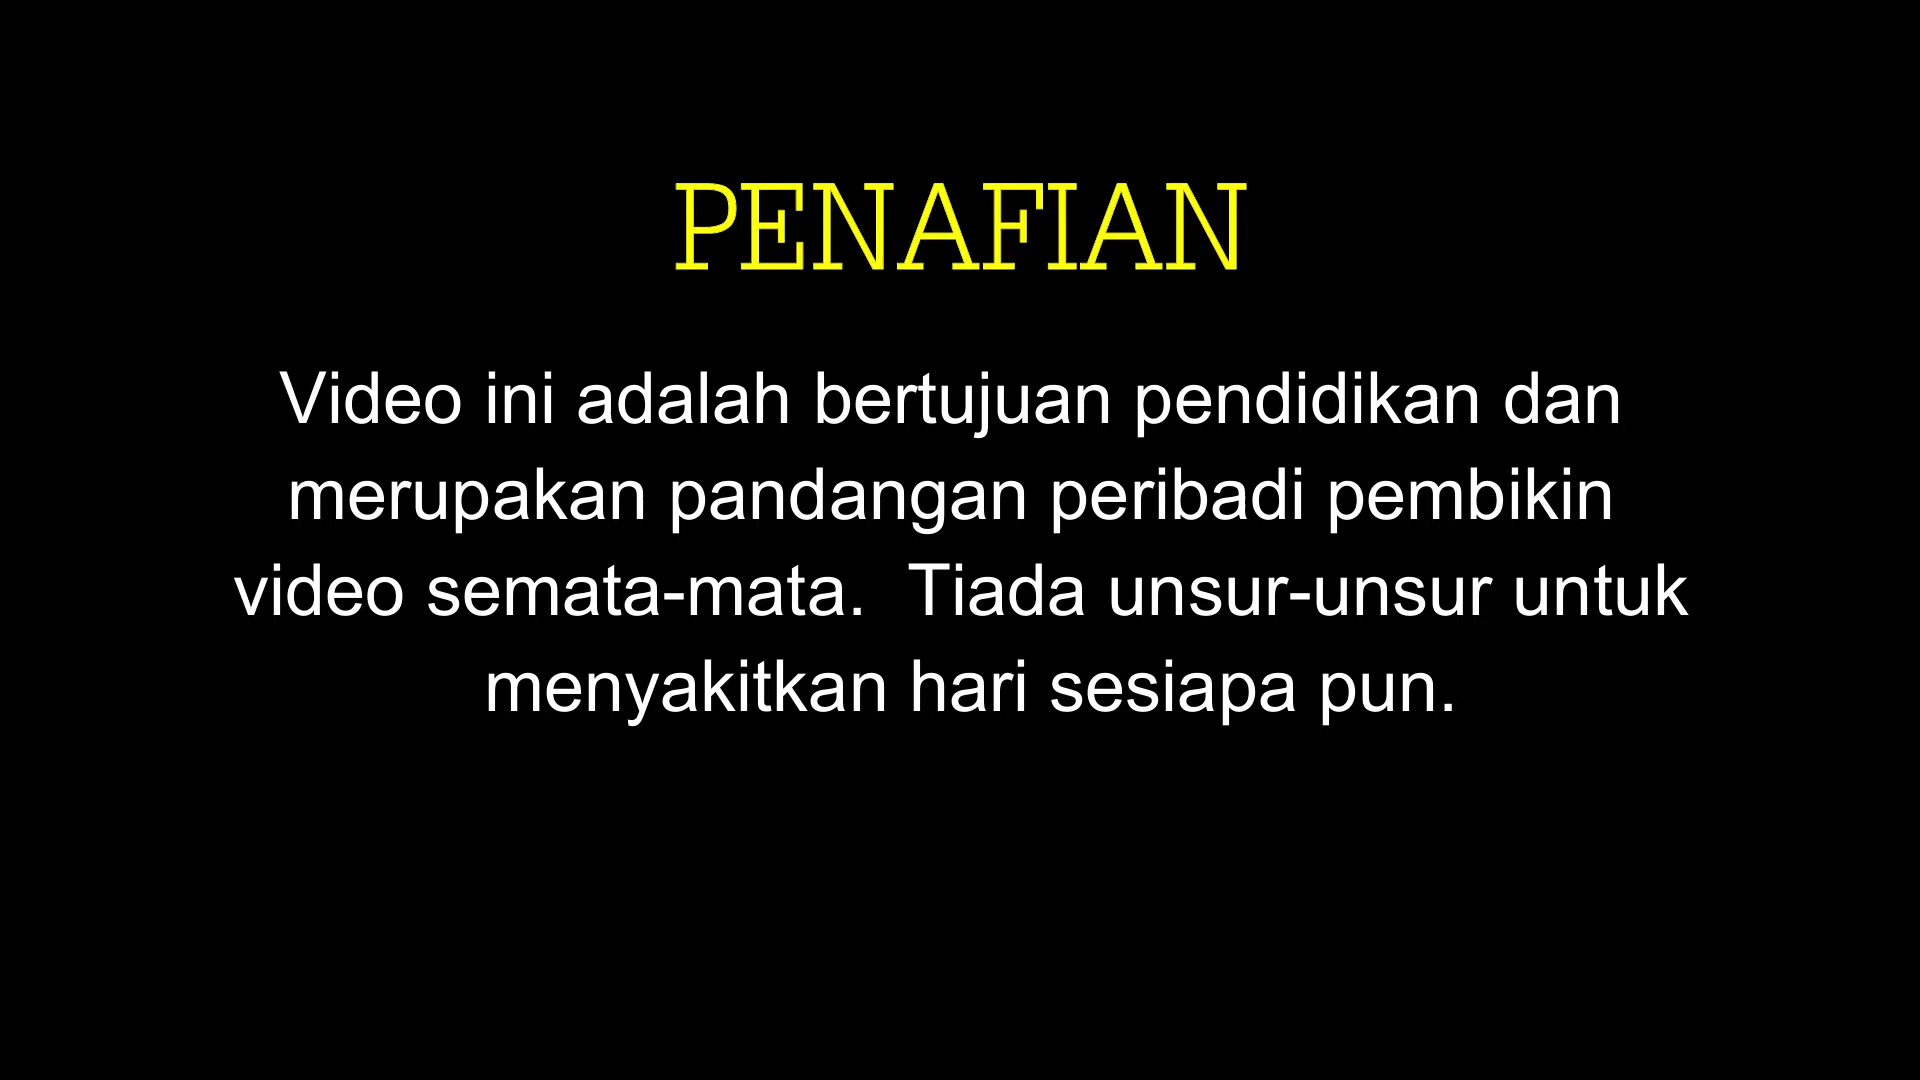 PENAFIAN
Video ini adalah bertujuan pendidikan dan
merupakan pandangan peribadi pembikin
video semata-mata.  Tiada unsur-unsur untuk
menyakitkan hari sesiapa pun.